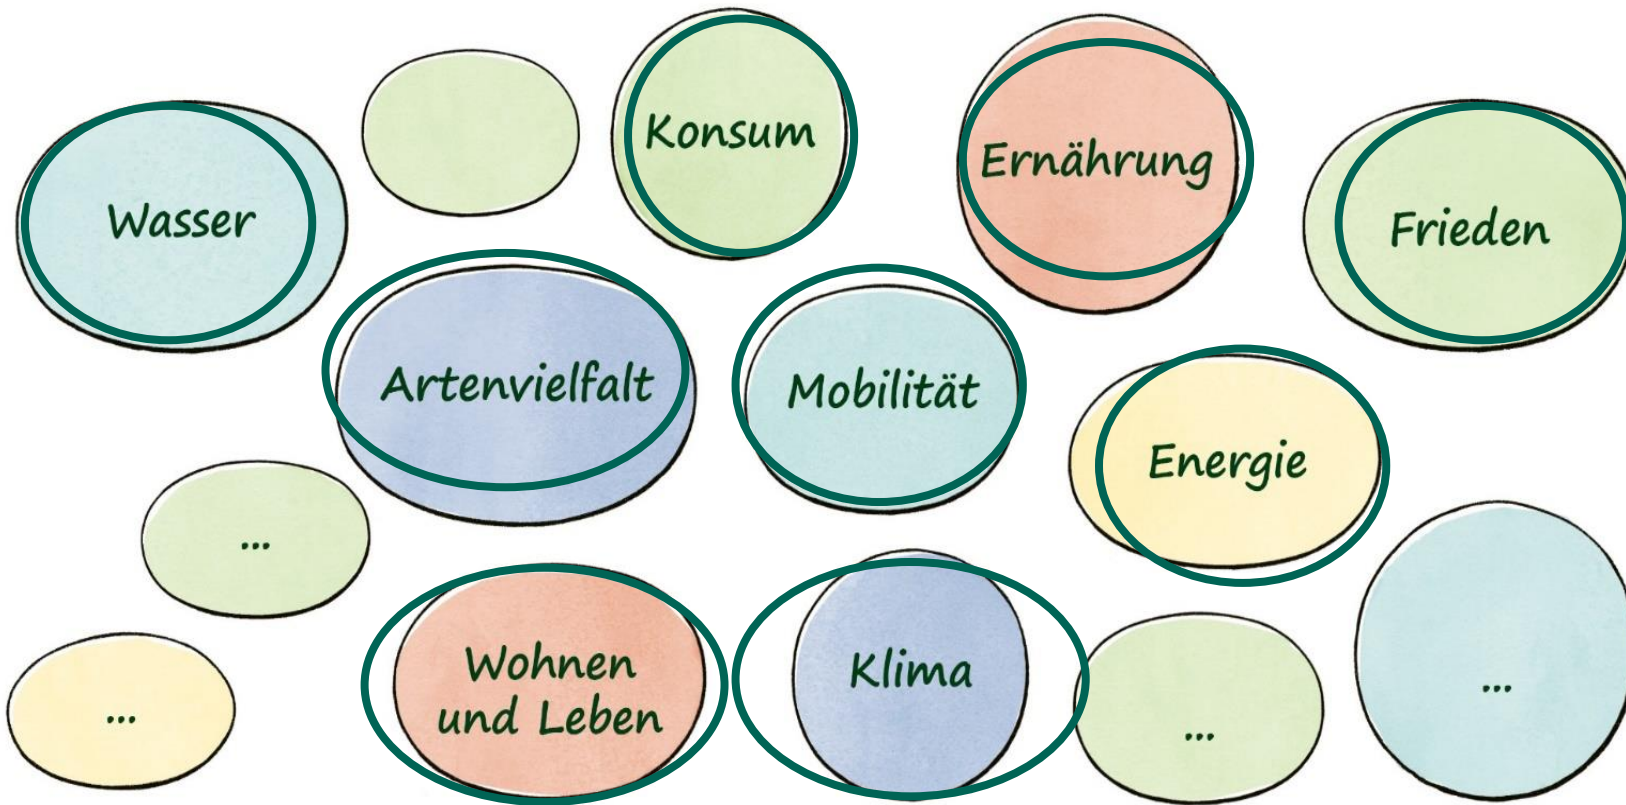 Konsum
Ernährung
Wasser
Frieden
Artenvielfalt
Mobilität
Energie
...
Wohnen
und Leben
Klima
...
...
...